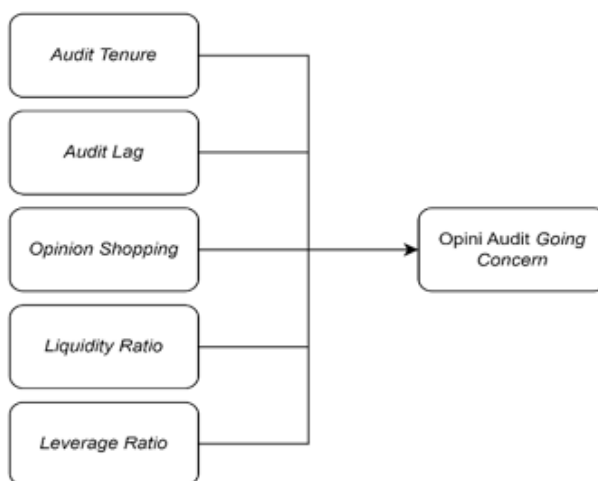 Audit Tenure
Audit Lag
Opinion Shopping
Liquidity Ratio
Leverage Ratio
Opini Audit Going
Concern